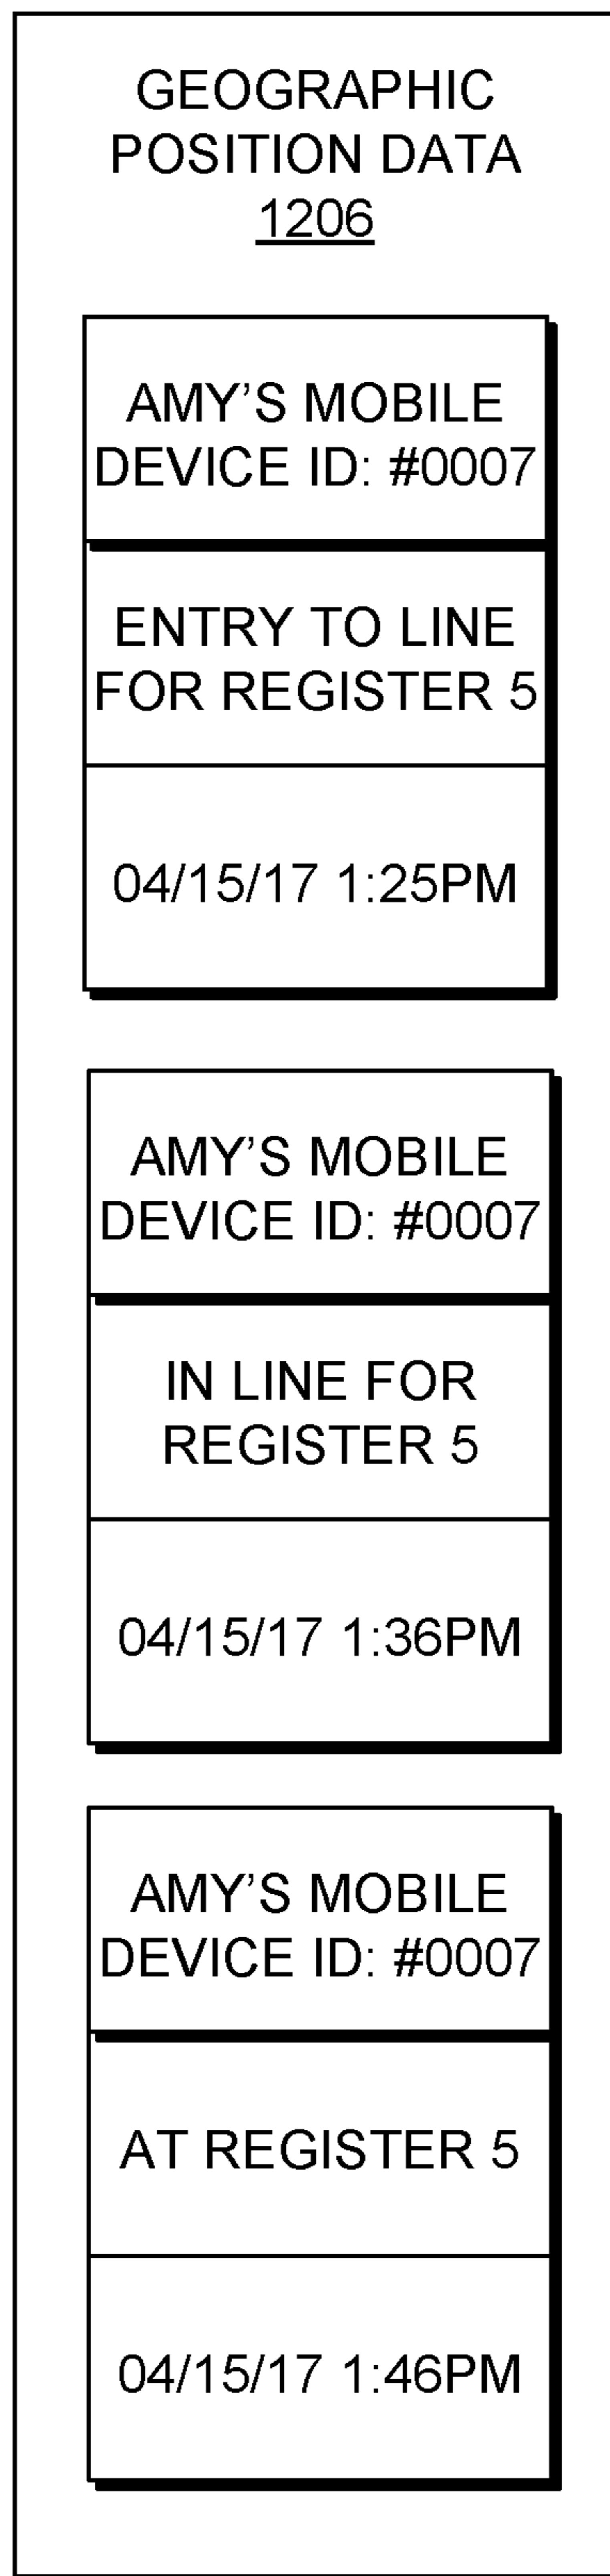 GEOGRAPHIC
POSITION DATA
1206
AMY’S MOBILE
DEVICE ID: #0007
ENTRY TO LINE
FOR REGISTER 5
04/15/17 1:25PM
AMY’S MOBILE
DEVICE ID: #0007
IN LINE FOR
REGISTER 5
04/15/17 1:36PM
AMY’S MOBILE
DEVICE ID: #0007
AT REGISTER 5
04/15/17 1:46PM